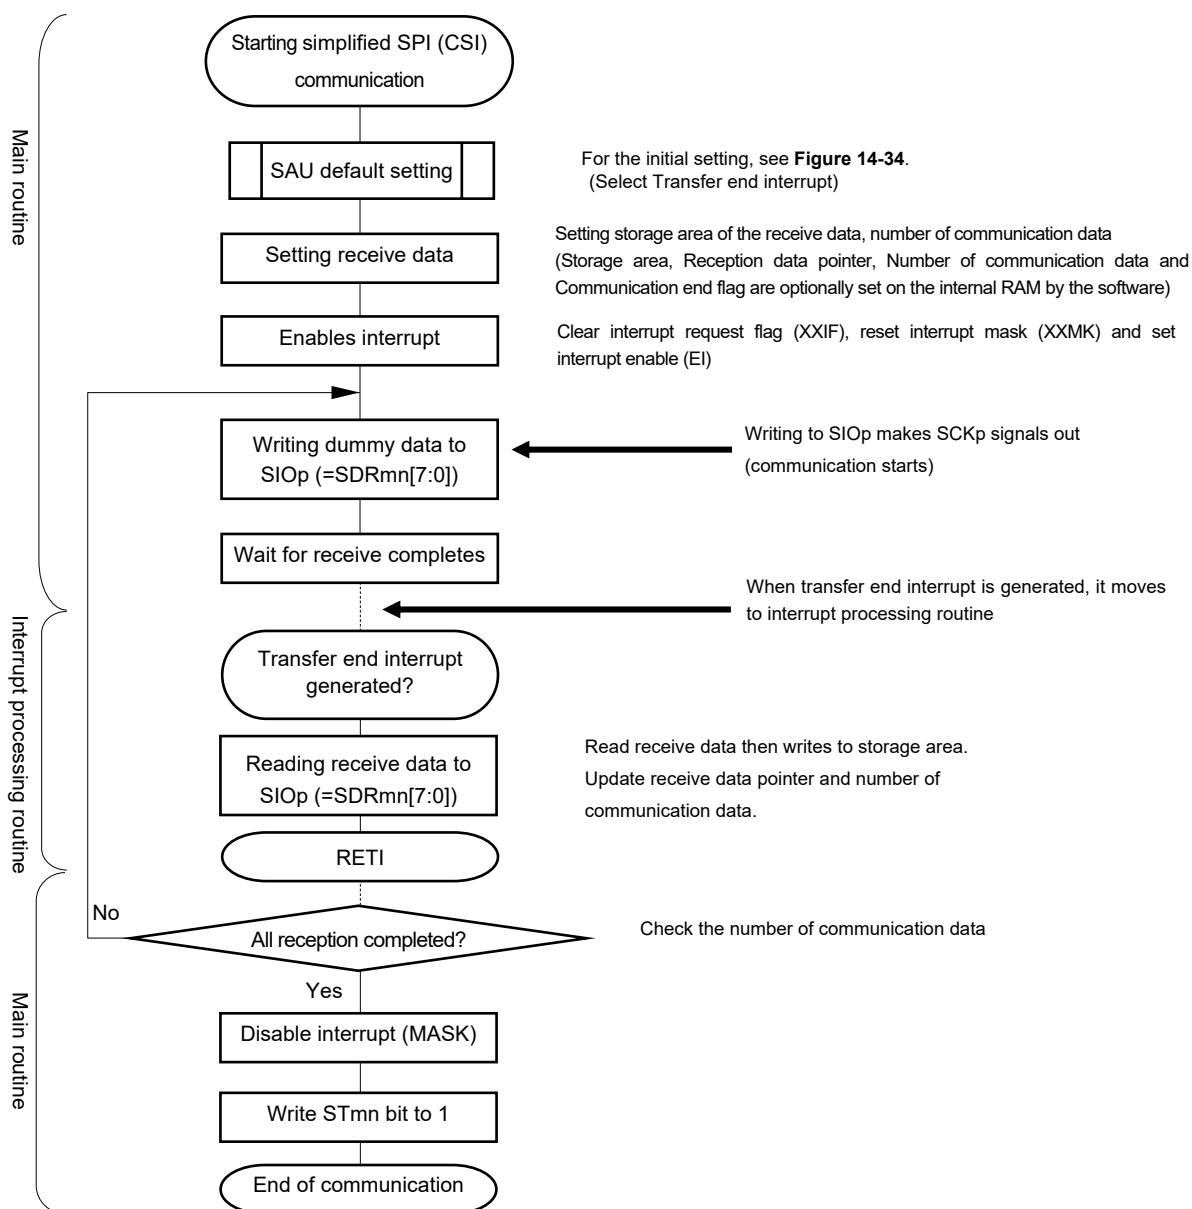 Starting simplified SPI (CSI)
communication
Main routine
SAU default setting
For the initial setting, see Figure 14-34.
(Select Transfer end interrupt)
Setting receive data
Setting storage area of the receive data, number of communication data
(Storage area, Reception data pointer, Number of communication data and
Communication end flag are optionally set on the internal RAM by the software)
Enables interrupt
Clear interrupt request flag (XXIF), reset interrupt mask (XXMK) and set
interrupt enable (EI)
Writing dummy data to
SIOp (=SDRmn[7:0])
Writing to SIOp makes SCKp signals out
(communication starts)
Wait for receive completes
When transfer end interrupt is generated, it moves
to interrupt processing routine
Interrupt processing routine
Transfer end interrupt
generated?
Reading receive data to
SIOp (=SDRmn[7:0])
Read receive data then writes to storage area.
Update receive data pointer and number of
communication data.
RETI
No
All reception completed?
Check the number of communication data
Yes
Main routine
Disable interrupt (MASK)
Write STmn bit to 1
End of communication